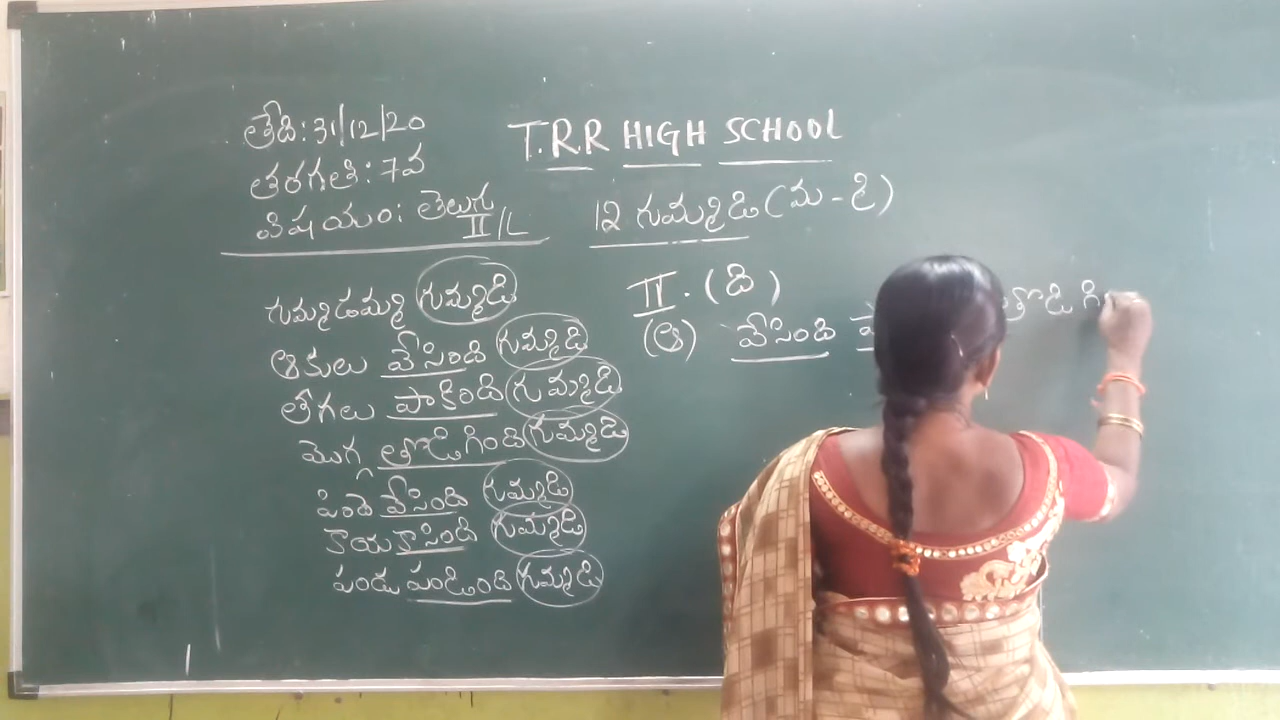 తేది: 31/12/20
తరగతి: 7వ
విషయం: తెలుగు
II/L
T.R.R HIGH SCHOOL
12 గుమ్మడి (మ-ళ్లీ)
గుమ్మడమ్మ గుమ్మడి
ఆకులు వేసింది గుమ్మడి
తీగలు పాకింది గుమ్మడి
మొగ్గ తొడిగింది గుమ్మడి
పిందె వేసింది గుమ్మడి
కాయ కాసింది గుమ్మడి
పండు పండింది గుమ్మడి
II. (డి)
(ఆ) వేసింది తొడిగి